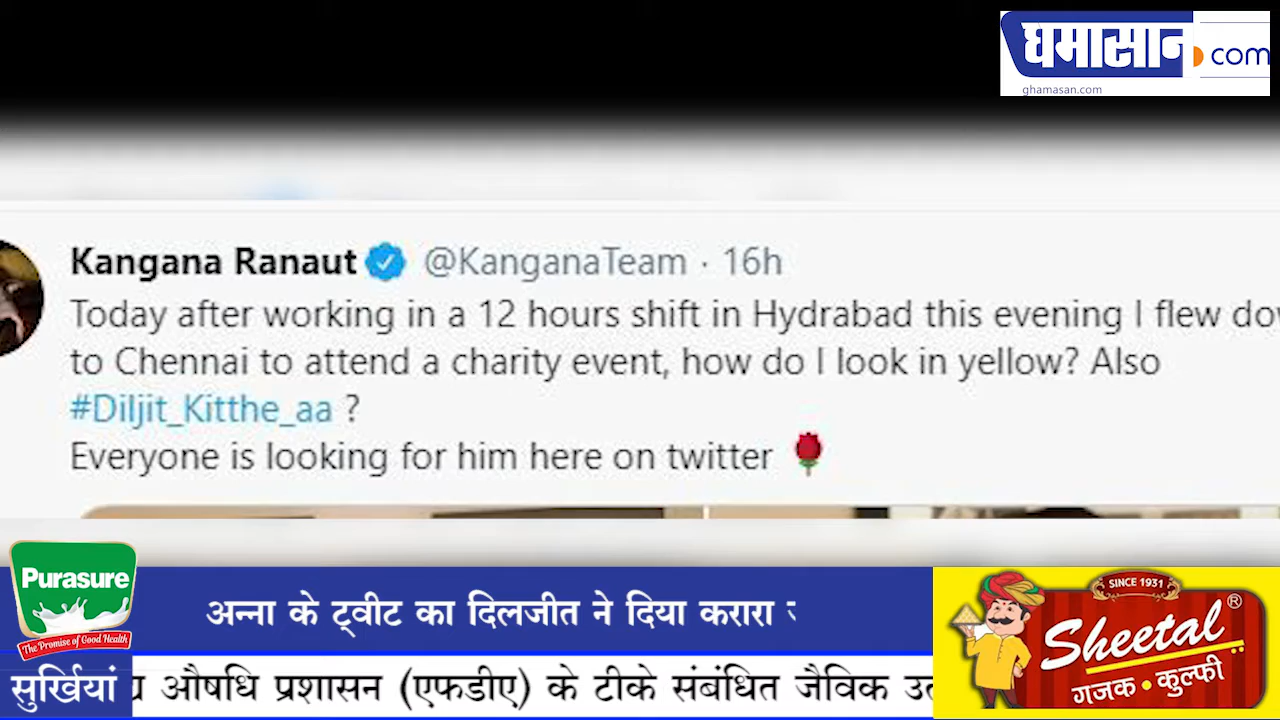 घमासान.com
ghamasan.com
Kangana Ranaut @KanganaTeam · 16h
Today after working in a 12 hours shift in Hydrabad this evening I flew
to Chennai to attend a charity event, how do I look in yellow? Also
#Diljit_Kitthe_aa ?
Everyone is looking for him here on twitter
Purasure
The Promise of Good Health
अन्ना के ट्वीट का दिलजीत ने दिया करारा
सुर्खियां
औषधि प्रशासन (एफडीए) के टीके संबंधित जैविक
SINCE 1931
Sheetal ®
गजक • कुल्फी